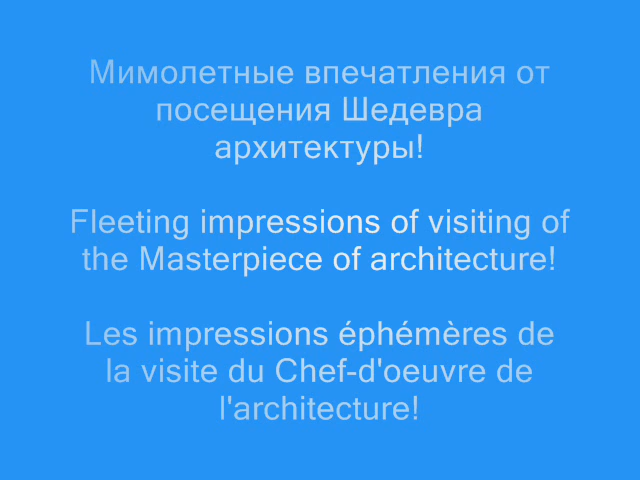 Мимолетные впечатления от
посещения Шедевра
архитектуры!
Fleeting impressions of visiting of
the Masterpiece of architecture!
Les impressions éphémères de
la visite du Chef-d'oeuvre de
l'architecture!